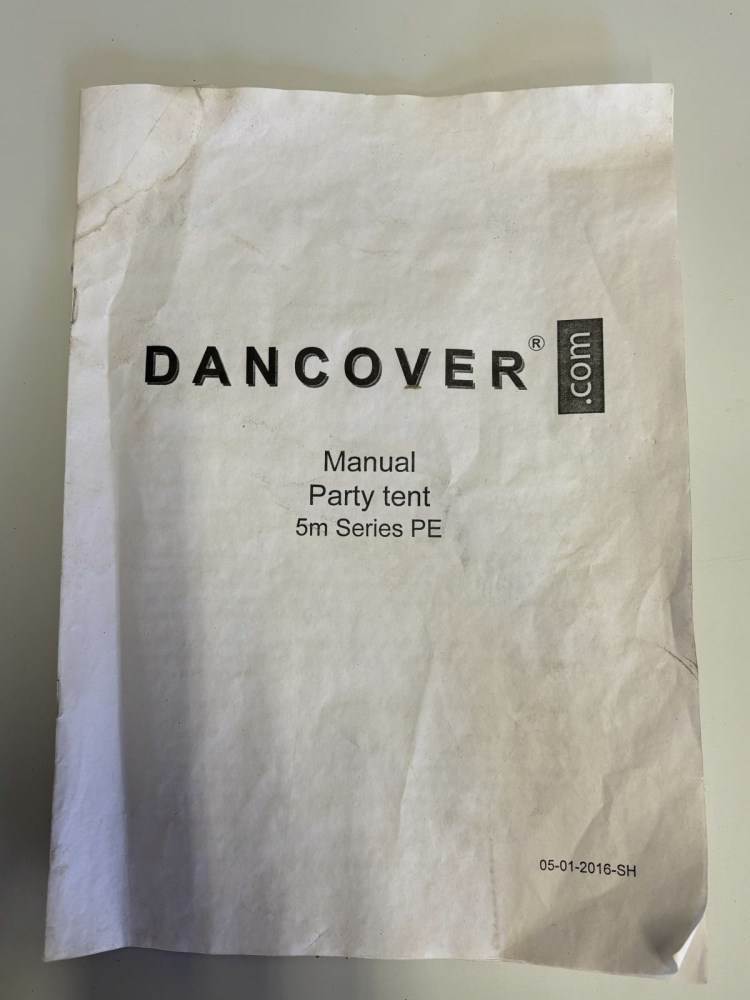 DANCOVER® .com
Manual
Party tent
5m Series PE
05-01-2016-SH